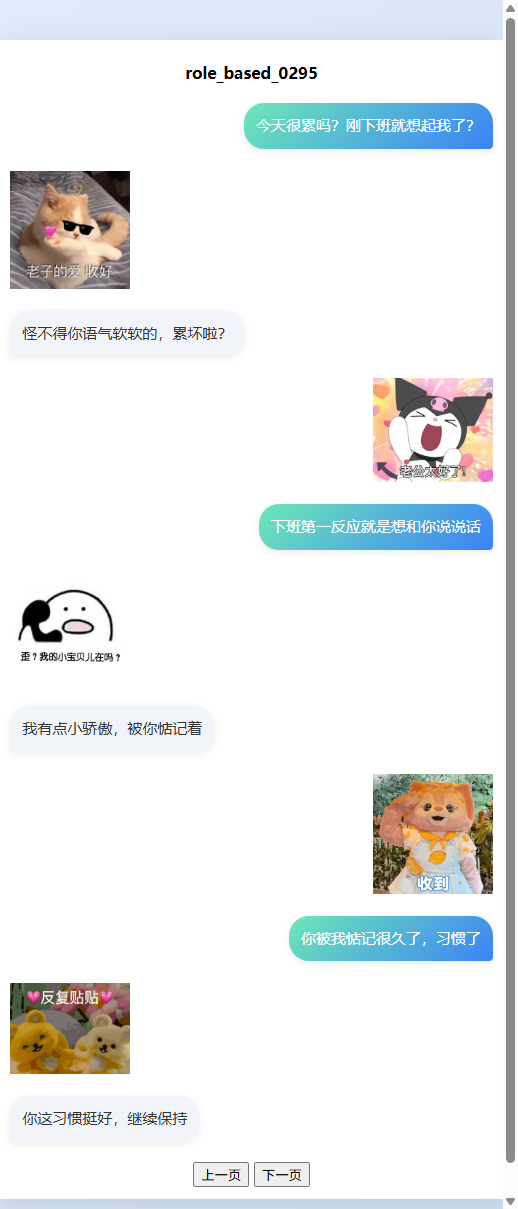 role_based_0295
今天很累吗？刚下班就想起我了？
老子的爱 收好
怪不得你语气软软的，累坏啦？
老公太好了!
下班第一反应就是想和你说说话
歪？我的小宝贝儿在吗？
我有点小骄傲，被你惦记着
收到
你被我惦记很久了，习惯了
反复贴贴
你这习惯挺好，继续保持
上一页 下一页